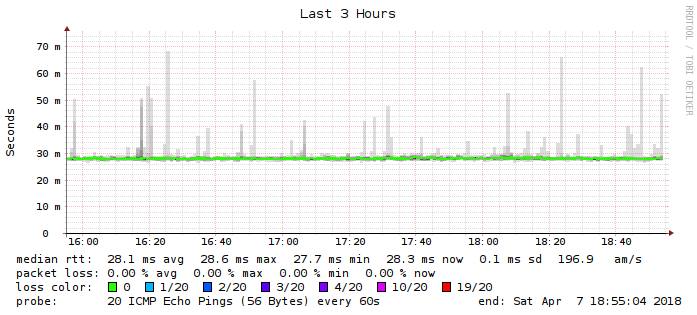 Last 3 Hours
RRDTOOL / TOBI OETIKER
Seconds
70 m
60 m
50 m
40 m
30 m
20 m
10 m
0
16:00 16:20 16:40 17:00 17:20 17:40 18:00 18:20 18:40
median rtt: 28.1 ms avg 28.6 ms max 27.7 ms min 28.3 ms now 0.1 ms sd 196.9 am/s
packet loss: 0.00 % avg 0.00 % max 0.00 % min 0.00 % now
loss color: 0 1/20 2/20 3/20 4/20 10/20 19/20
probe: 20 ICMP Echo Pings (56 Bytes) every 60s end: Sat Apr 7 18:55:04 2018